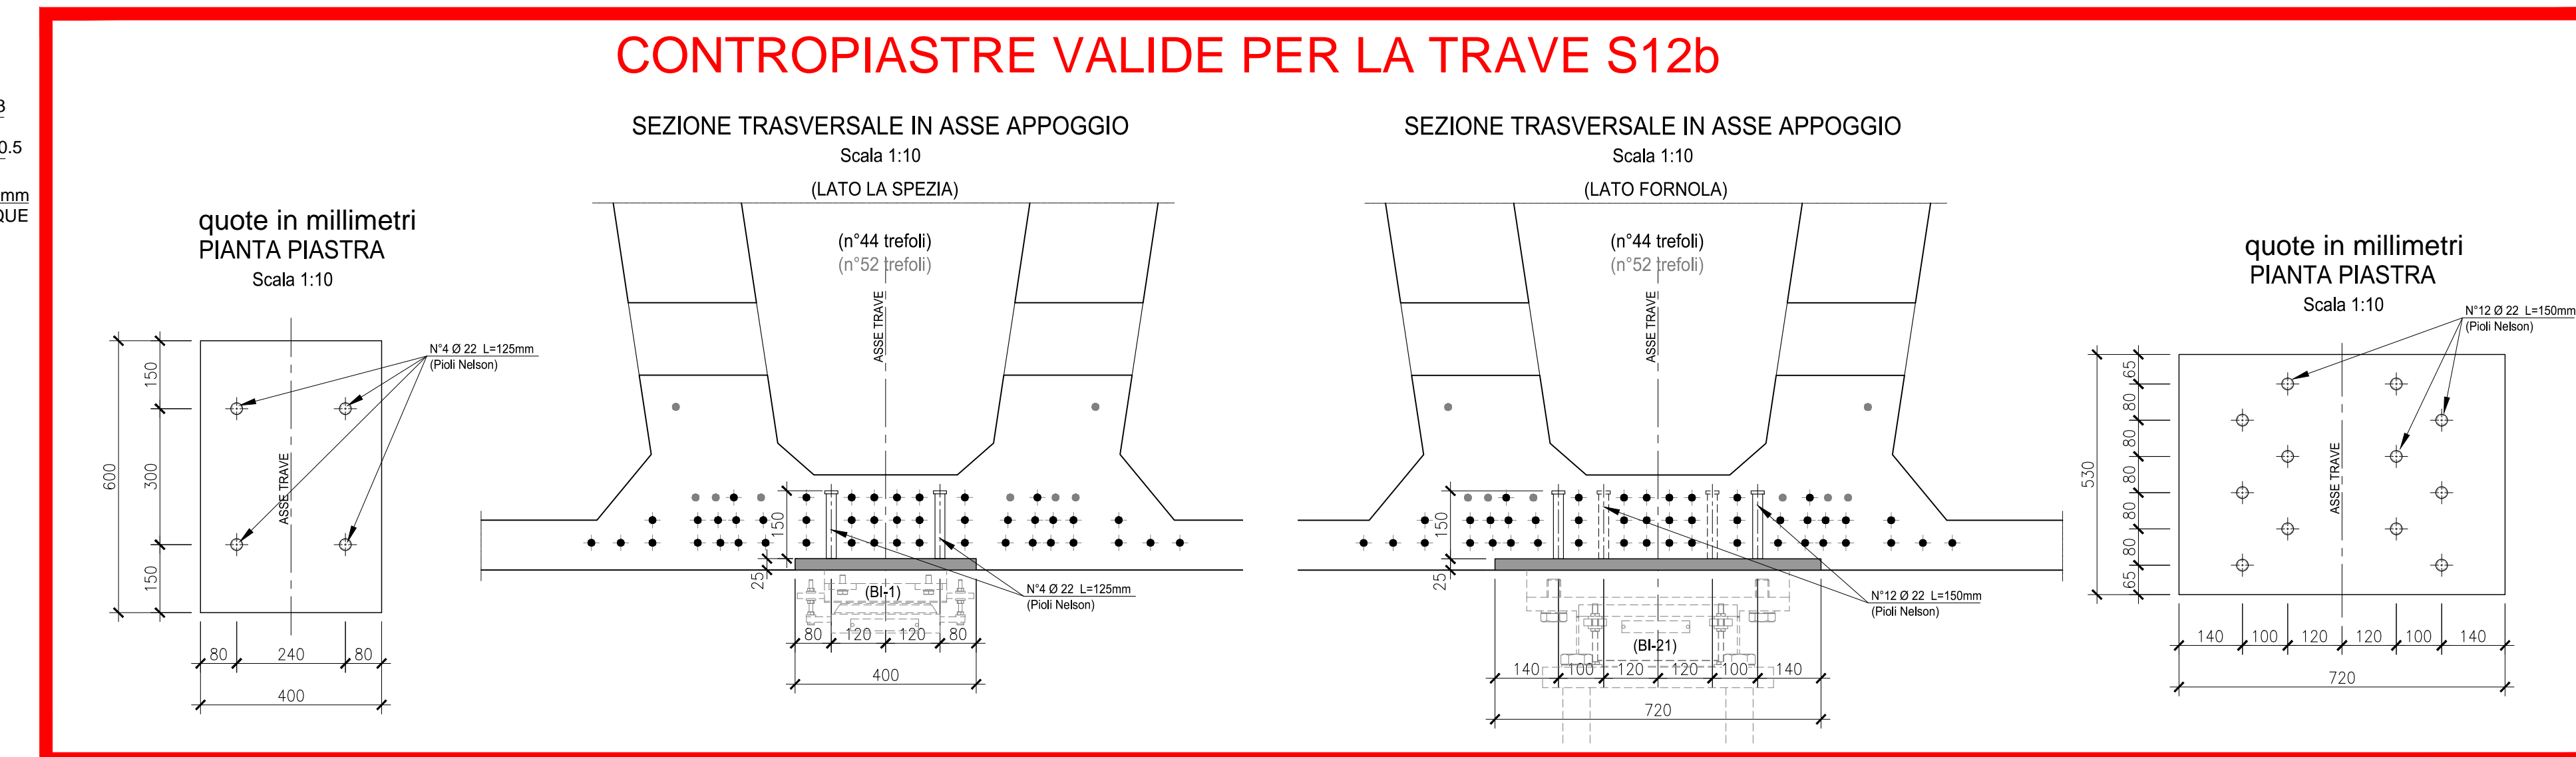 CONTROPIASTRE VALIDE PER LA TRAVE S12b
3
0.5
mm
QUE
quote in millimetri
PIANTA PIASTRA
Scala 1:10
N°4 Ø 22 L=125mm
(Pioli Nelson)
ASSE TRAVE
600
150
300
150
80
240
80
400
SEZIONE TRASVERSALE IN ASSE APPOGGIO
Scala 1:10
(LATO LA SPEZIA)
(n°44 trefoli)
(n°52 trefoli)
ASSE TRAVE
150
25
(BI-1)
N°4 Ø 22 L=125mm
(Pioli Nelson)
80
120
120
80
400
SEZIONE TRASVERSALE IN ASSE APPOGGIO
Scala 1:10
(LATO FORNOLA)
(n°44 trefoli)
(n°52 trefoli)
ASSE TRAVE
150
25
N°12 Ø 22 L=150mm
(Pioli Nelson)
(BI-21)
140
100
120
120
100
140
720
quote in millimetri
PIANTA PIASTRA
Scala 1:10
N°12 Ø 22 L=150mm
(Pioli Nelson)
ASSE TRAVE
530
65
80
80
80
80
80
65
140
100
120
120
100
140
720